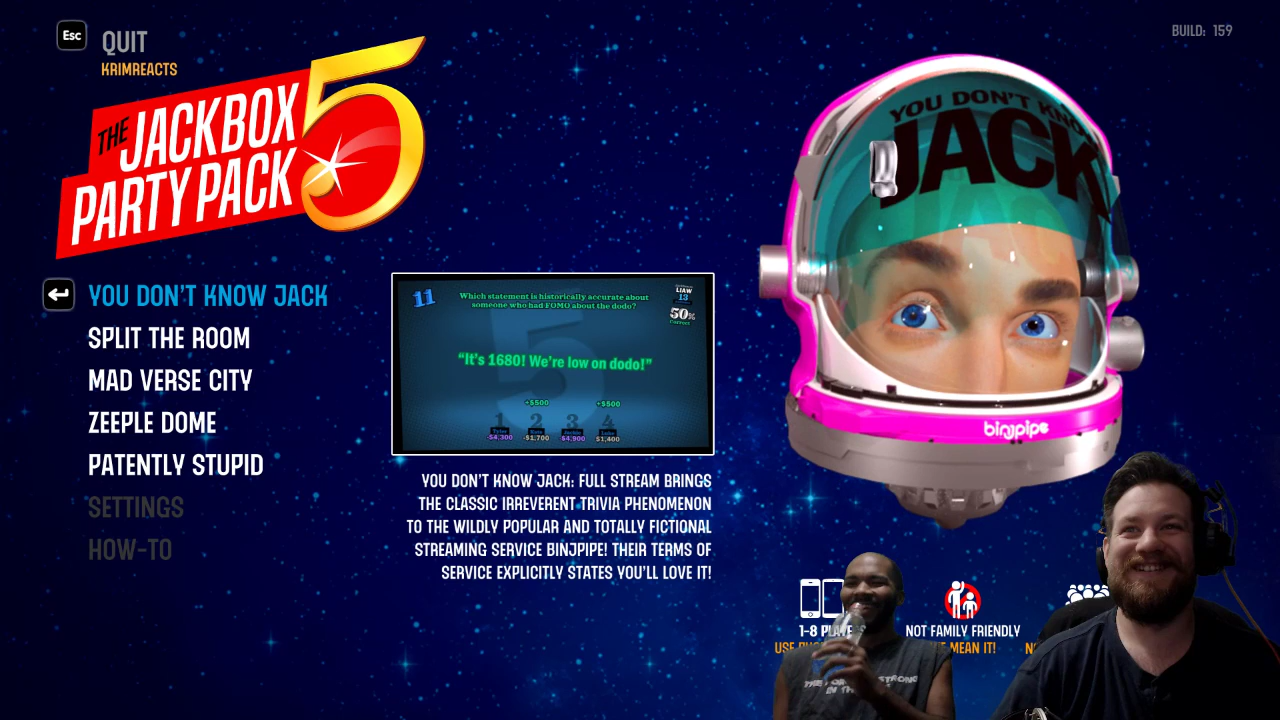 Esc
QUIT
KRIMREACTS
BUILD: 159
THE JACKBOX
PARTY PACK 5
YOU DON'T KNOW JACK
SPLIT THE ROOM
MAD VERSE CITY
ZEEPLE DOME
PATENTLY STUPID
SETTINGS
HOW-TO
11
Which statement is historically accurate about
someone who had FOMO about the dodo?
LIAW
13
50%
"It's 1680! We're low on dodo!"
+$500 +$500
1 2 3 4
-$4,300 -$1,700 $4,900 $1,400
YOU DON'T KNOW JACK: FULL STREAM BRINGS
THE CLASSIC IRREVERENT TRIVIA PHENOMENON
TO THE WILDLY POPULAR AND TOTALLY FICTIONAL
STREAMING SERVICE BINJPIPE! THEIR TERMS OF
SERVICE EXPLICITLY STATES YOU'LL LOVE IT!
YOU DON'T KNOW
JACK
binjpipe
1-8
NOT FAMILY FRIENDLY
USE
MEAN IT!
STRONG
IN